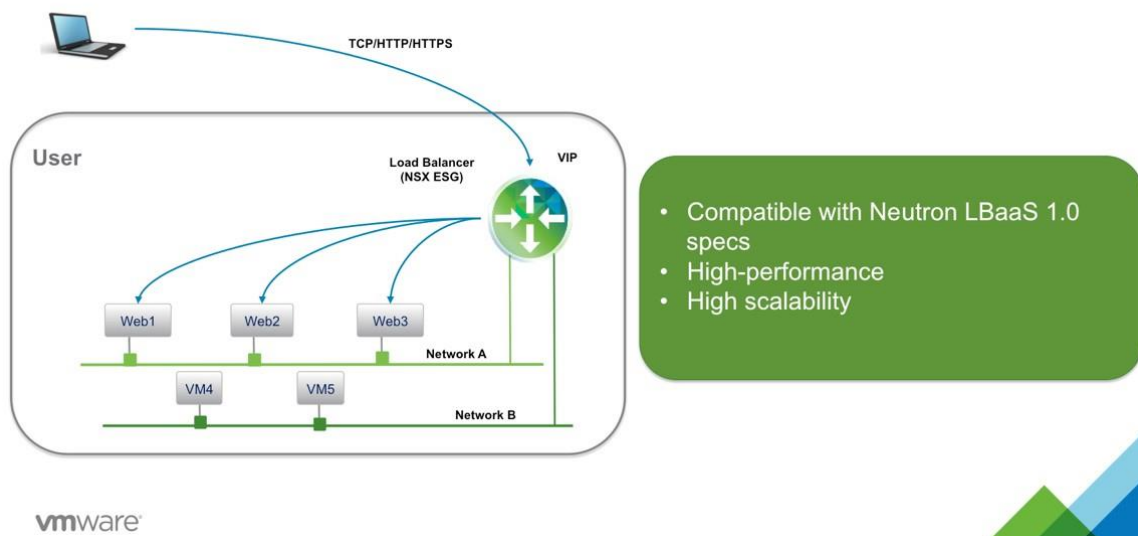 TCP/HTTP/HTTPS
User
Load Balancer
(NSX ESG)
VIP
• Compatible with Neutron LBaaS 1.0
specs
• High-performance
• High scalability
Web1
Web2
Web3
Network A
VM4
VM5
Network B
vmware